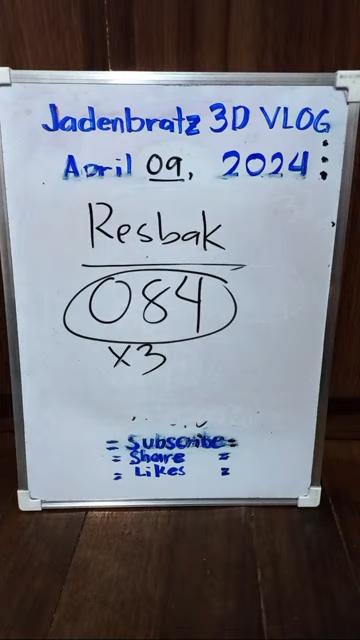 Jadenbratz 3D VLOG
April 09, 2024
Resbak
084
x3
= Subscribe =
= Share =
= Likes =